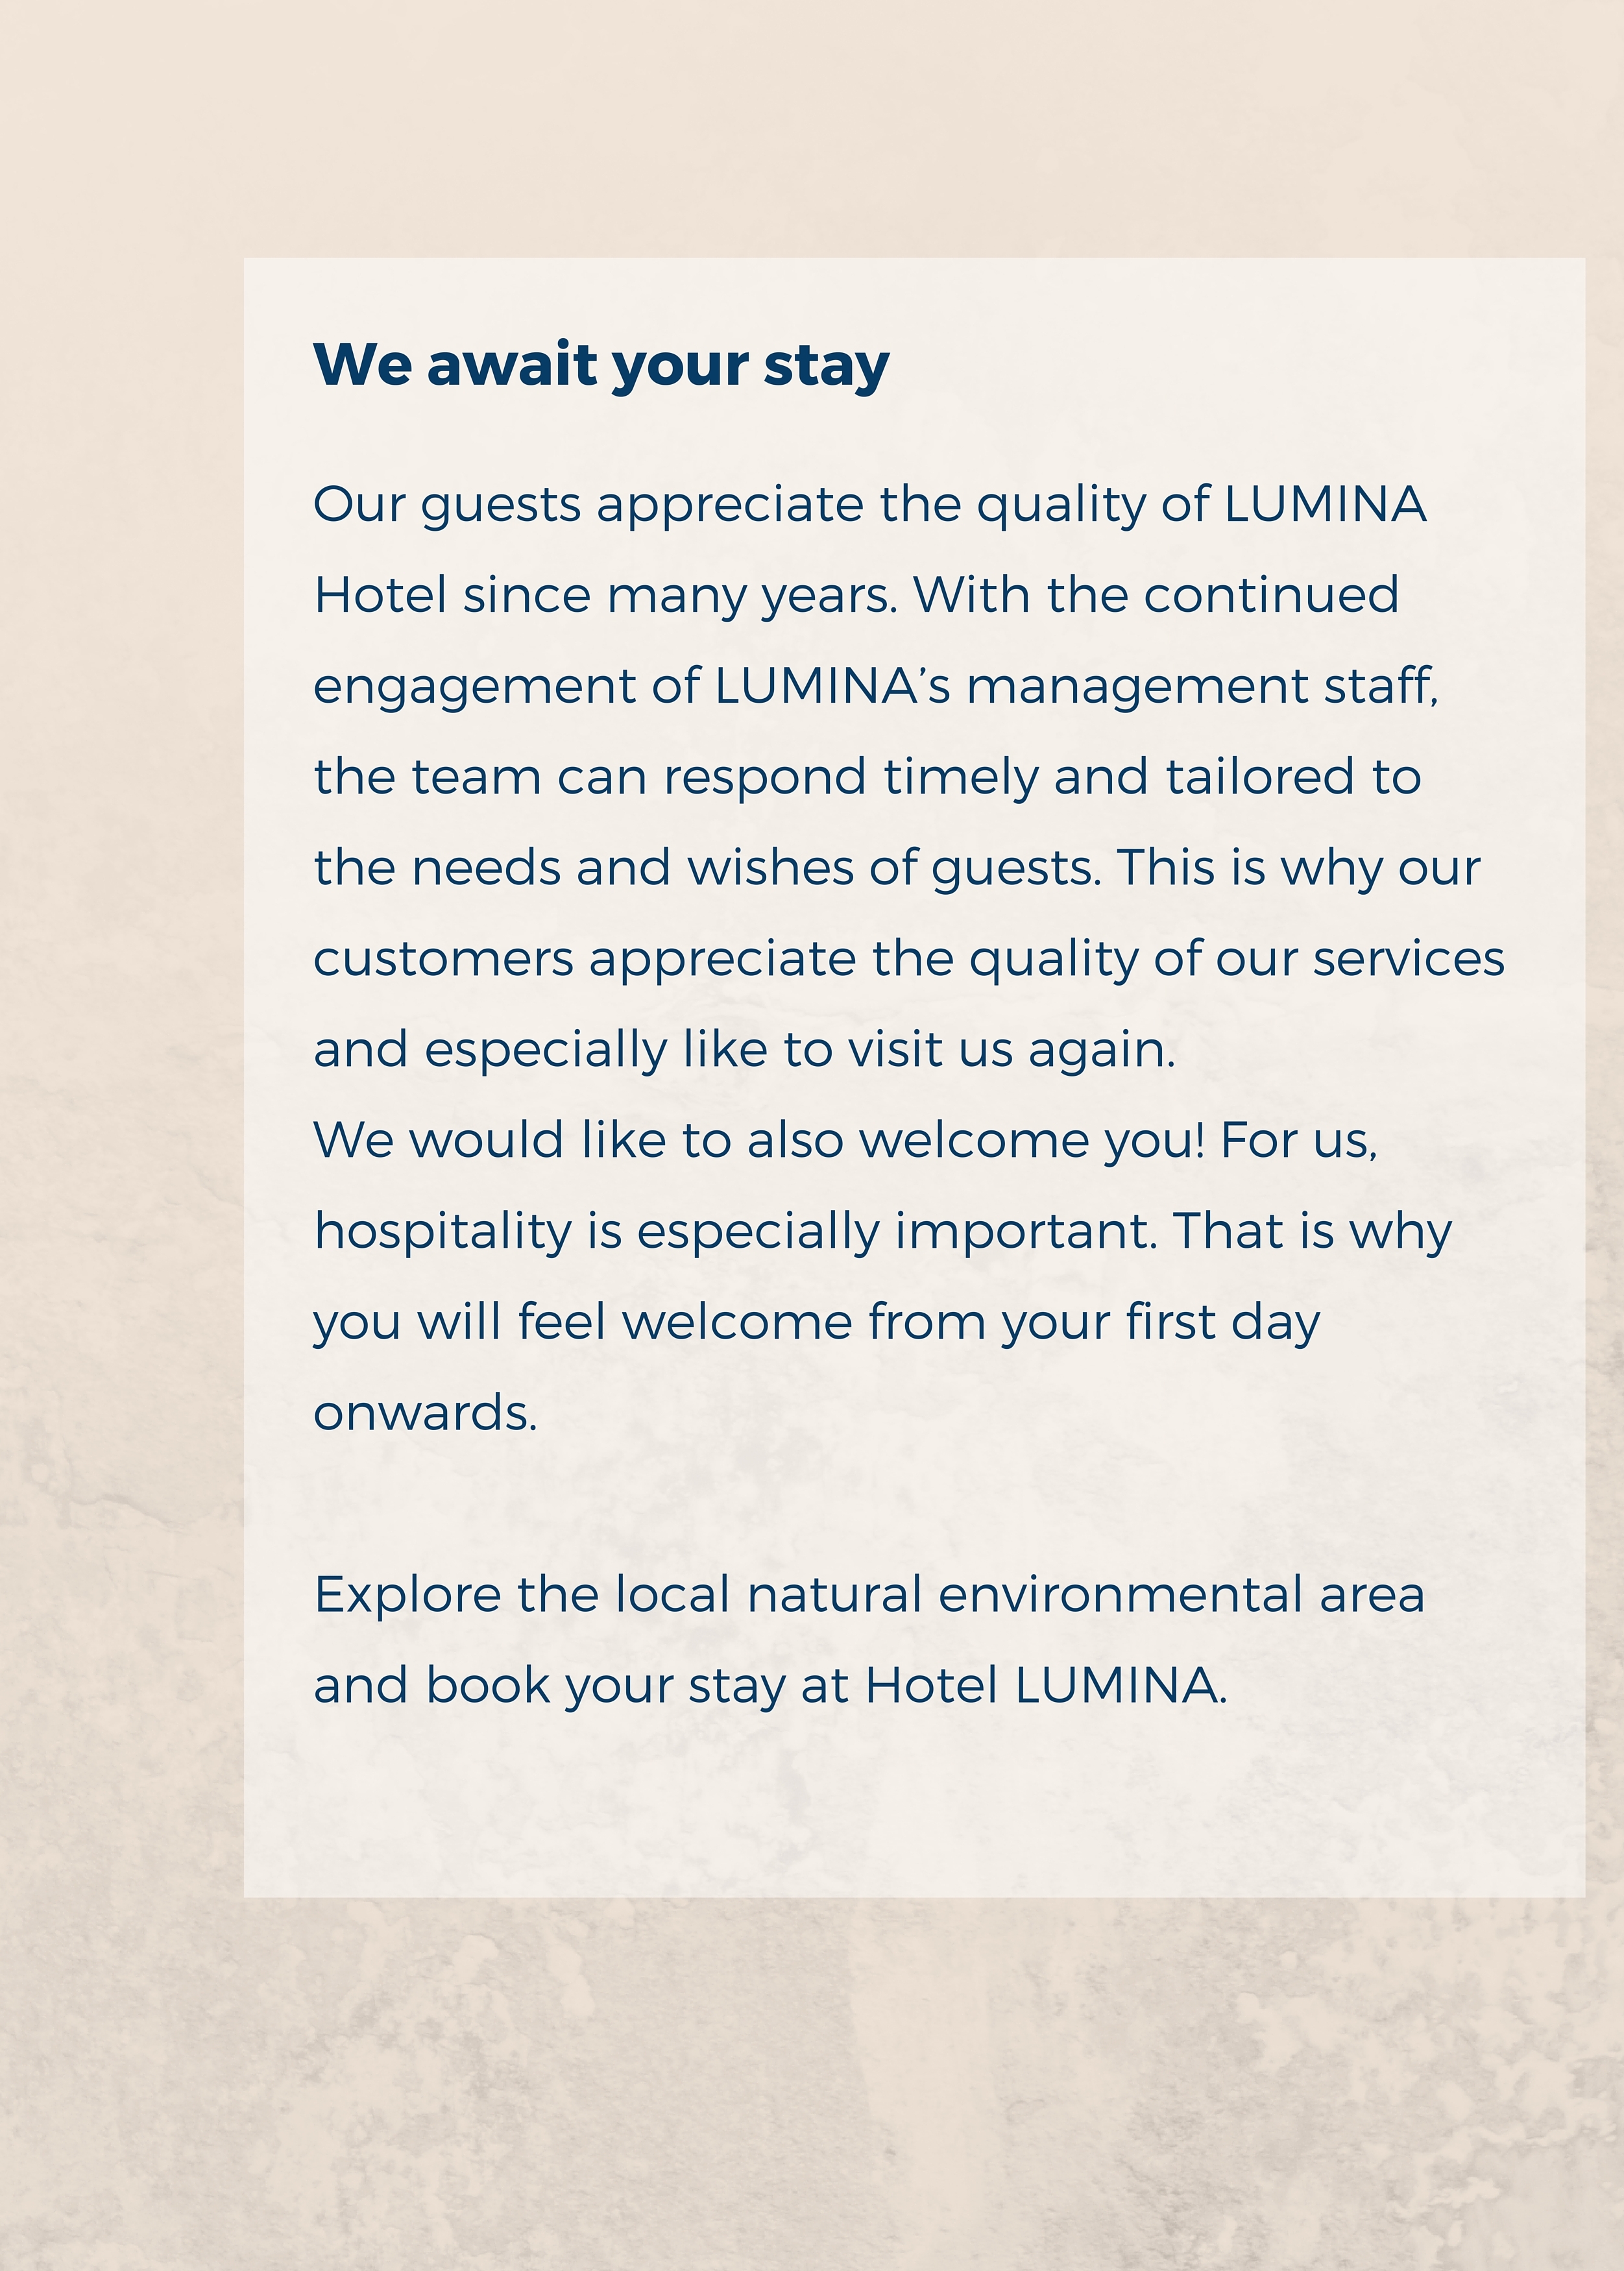 We await your stay
Our guests appreciate the quality of LUMINA
Hotel since many years. With the continued
engagement of LUMINA’s management staff,
the team can respond timely and tailored to
the needs and wishes of guests. This is why our
customers appreciate the quality of our services
and especially like to visit us again.
We would like to also welcome you! For us,
hospitality is especially important. That is why
you will feel welcome from your first day
onwards.
Explore the local natural environmental area
and book your stay at Hotel LUMINA.